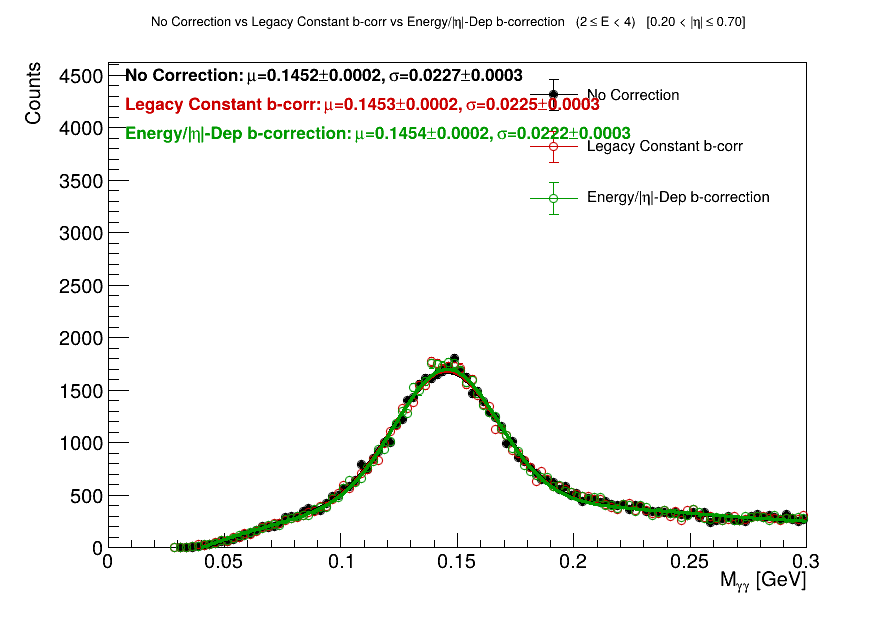 No Correction vs Legacy Constant b-corr vs Energy/|η|-Dep b-correction (2 ≤ E < 4) [0.20 < |η| ≤ 0.70]
Counts
4500
4000
3500
3000
2500
2000
1500
1000
500
0
No Correction: μ=0.1452±0.0002, σ=0.0227±0.0003
Legacy Constant b-corr: μ=0.1453±0.0002, σ=0.0225±0.0003
Energy/|η|-Dep b-correction: μ=0.1454±0.0002, σ=0.0222±0.0003
No Correction
Legacy Constant b-corr
Energy/|η|-Dep b-correction
0 0.05 0.1 0.15 0.2 0.25 0.3
M_γγ [GeV]